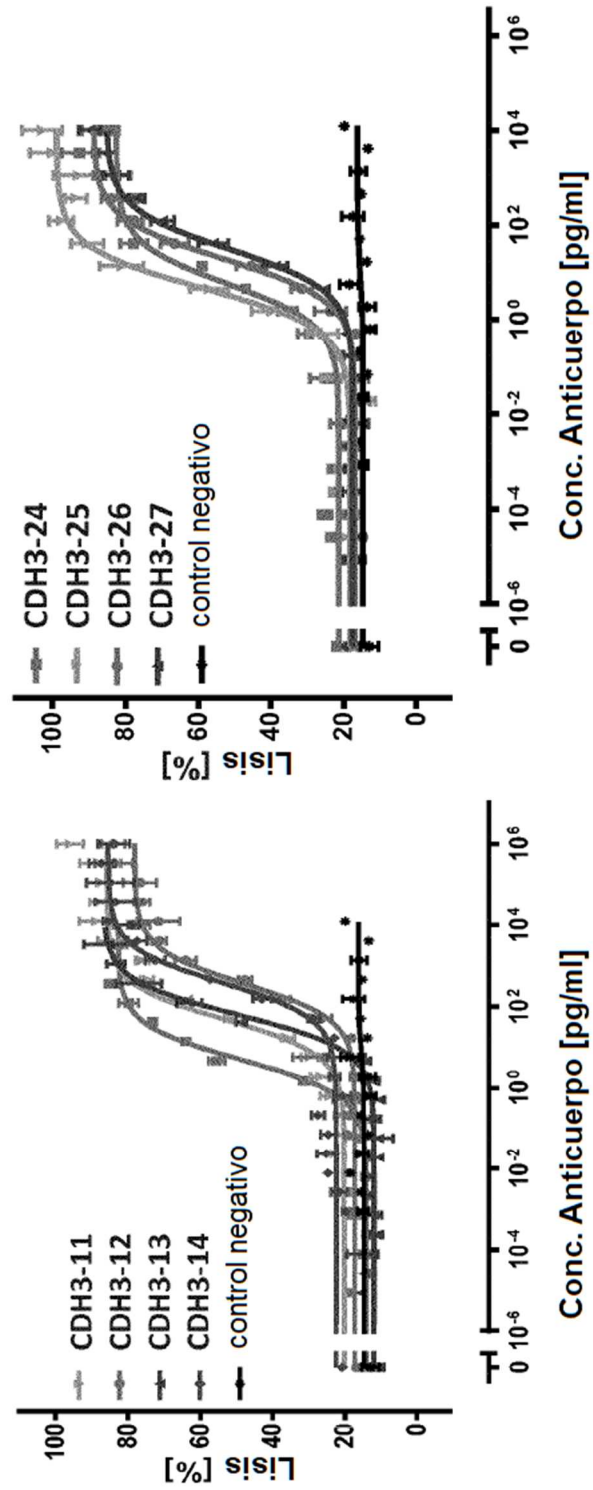 CDH3-11
CDH3-12
CDH3-13
CDH3-14
control negativo
Lisis [%]
100
80
60
40
20
0
0 10-6 10-4 10-2 100 102 104 106
Conc. Anticuerpo [pg/ml]
CDH3-24
CDH3-25
CDH3-26
CDH3-27
control negativo
Lisis [%]
100
80
60
40
20
0
0 10-6 10-4 10-2 100 102 104 106
Conc. Anticuerpo [pg/ml]